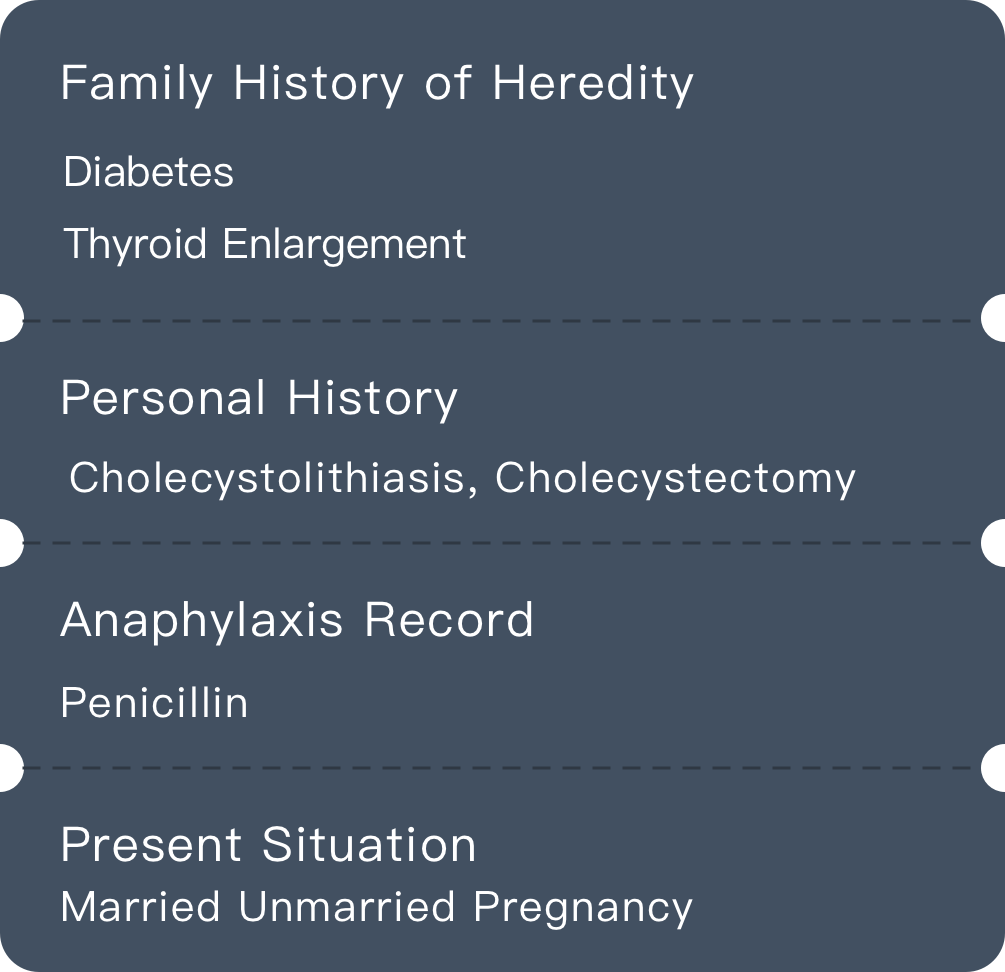 Family History of Heredity
Diabetes
Thyroid Enlargement
Personal History
Cholecystolithiasis, Cholecystectomy
Anaphylaxis Record
Penicillin
Present Situation
Married Unmarried Pregnancy